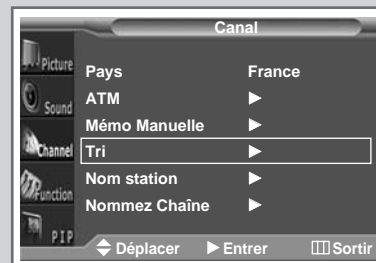 Canal
Picture
Sound
Channel
Function
PIP
Pays France
ATM
Mémo Manuelle
Tri
Nom station
Nommez Chaîne
Déplacer Entrer Sortir